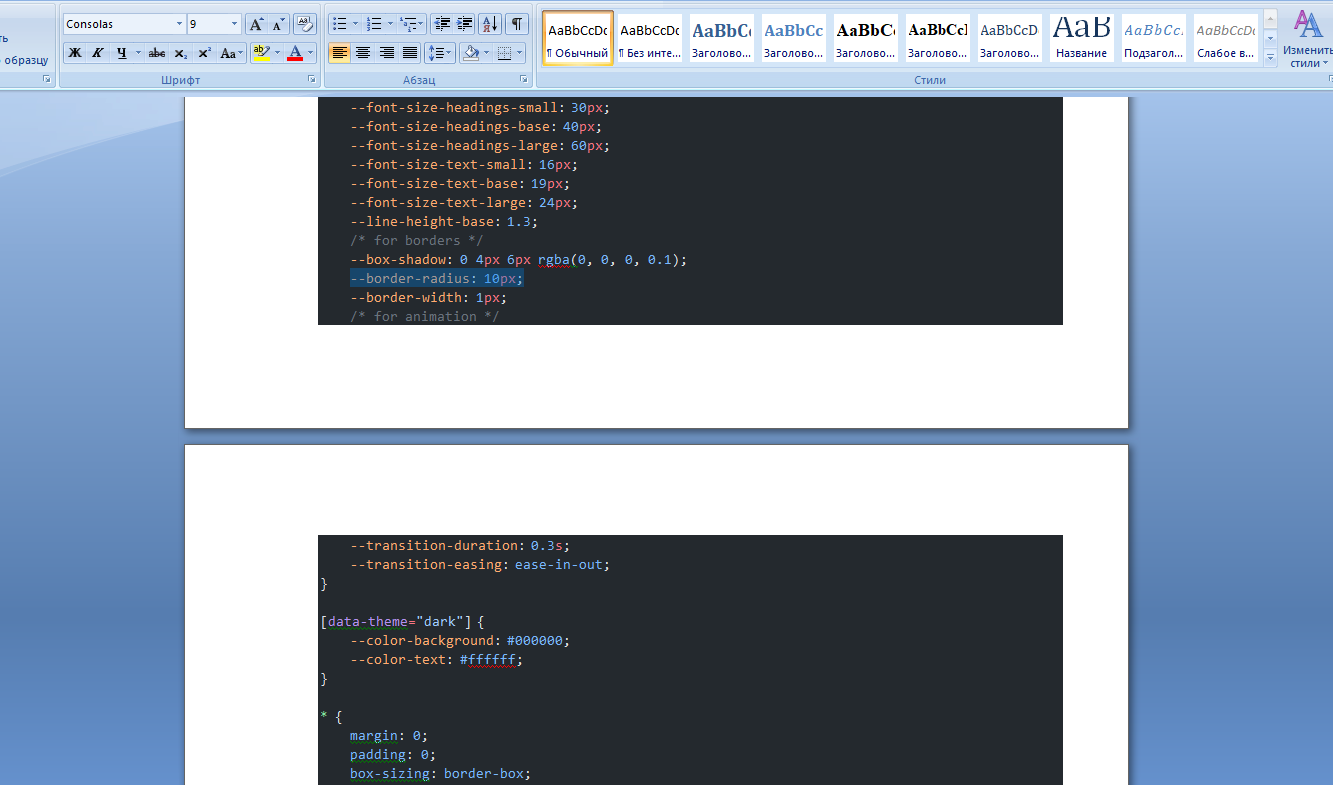 ть
образцу
Consolas 9
Ж К Ч abc x₂ x² Aa ab A
Шрифт
Абзац
AaBbCcDc AaBbCcDc AaBbC AaBbCc AaBbC AaBbCcI AaBbCcD AaB AaBbCc. AaBbCcDc
¶ Обычный ¶ Без инте... Заголово... Заголово... Заголово... Заголово... Заголово... Название Подзагол... Слабое в...
Стили
Изменить
стили
--font-size-headings-small: 30px;
--font-size-headings-base: 40px;
--font-size-headings-large: 60px;
--font-size-text-small: 16px;
--font-size-text-base: 19px;
--font-size-text-large: 24px;
--line-height-base: 1.3;
/* for borders */
--box-shadow: 0 4px 6px rgba(0, 0, 0, 0.1);
--border-radius: 10px;
--border-width: 1px;
/* for animation */
--transition-duration: 0.3s;
--transition-easing: ease-in-out;
}
[data-theme="dark"] {
--color-background: #000000;
--color-text: #ffffff;
}
* {
margin: 0;
padding: 0;
box-sizing: border-box;